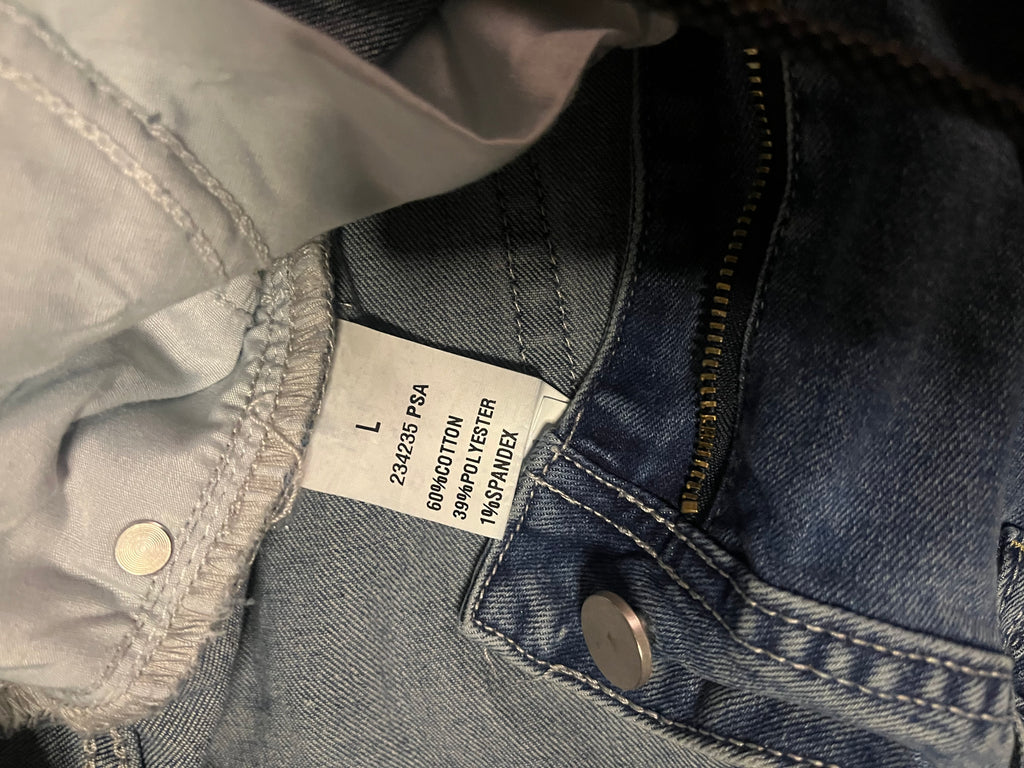 L
234235 PSA
60%COTTON
39%POLYESTER
1%SPANDEX